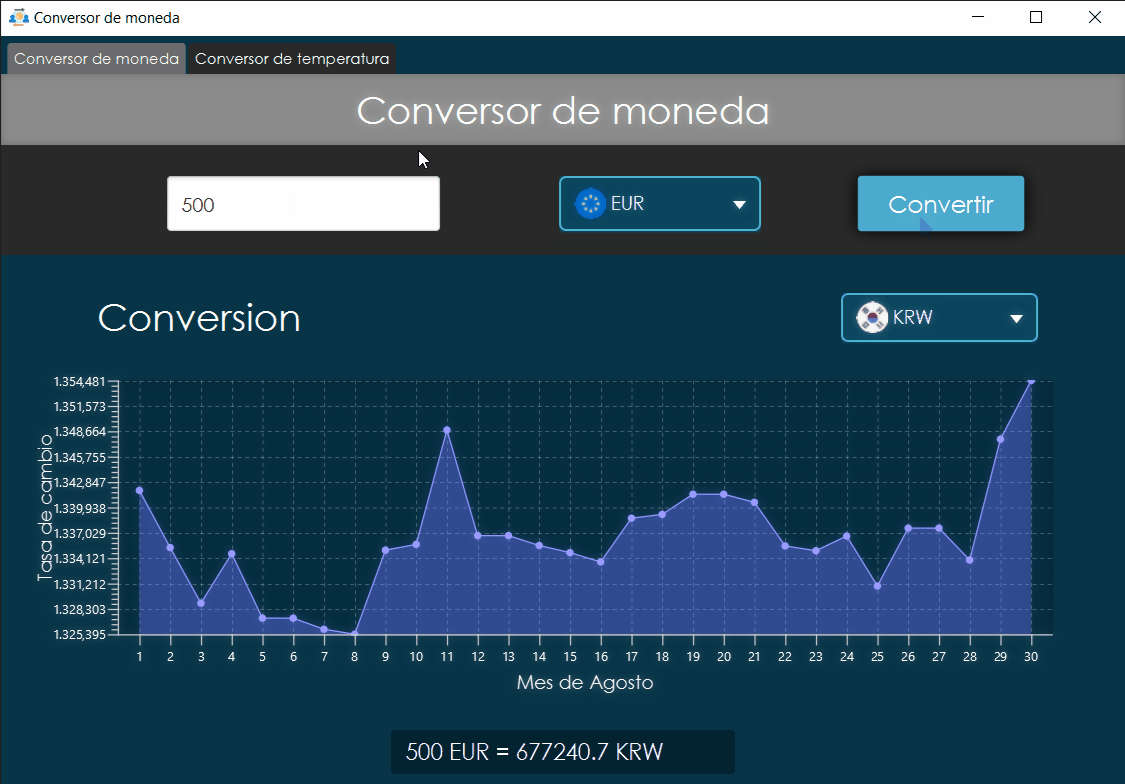 Conversor de moneda
Conversor de moneda Conversor de temperatura
Conversor de moneda
500 EUR Convertir
Conversion KRW
1.354,481
1.351,573
1.348,664
1.345,755
1.342,847
1.339,938
1.337,029
1.334,121
1.331,212
1.328,303
1.325,395
Tasa de cambio
1 2 3 4 5 6 7 8 9 10 11 12 13 14 15 16 17 18 19 20 21 22 23 24 25 26 27 28 29 30
Mes de Agosto
500 EUR = 677240.7 KRW